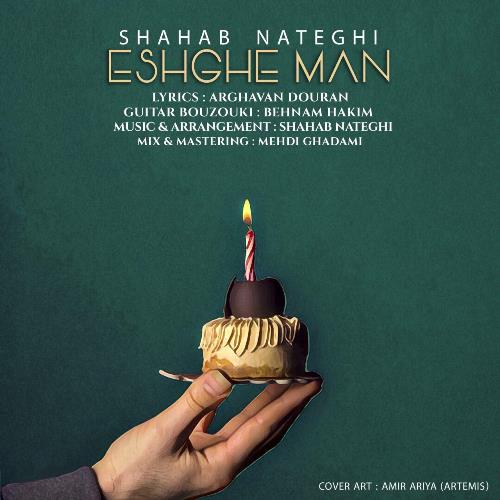 SHAHAB NATEGHI
ESHGHE MAN
LYRICS : ARGHAVAN DOURAN
GUITAR BOUZOUKI : BEHNAM HAKIM
MUSIC & ARRANGEMENT : SHAHAB NATEGHI
MIX & MASTERING : MEHDI GHADAMI
COVER ART : AMIR ARIYA (ARTEMIS)